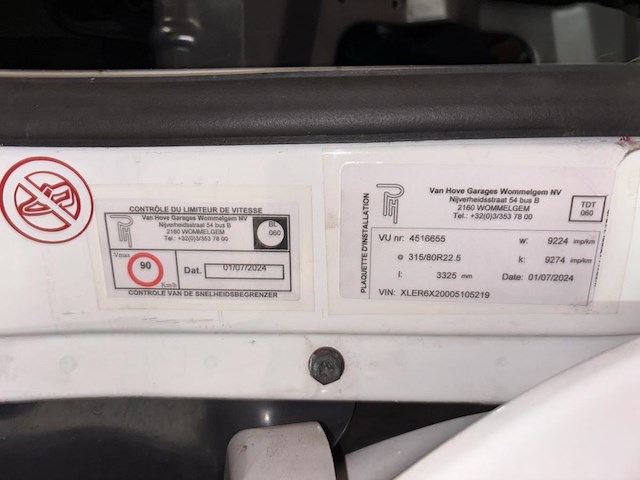 CONTRÔLE DU LIMITEUR DE VITESSE
Van Hove Garages Wommelgem NV
Nijverheidsstraat 54 bus B
2160 WOMMELGEM
Tel.: +32(0)3/353 78 00
BL
060
Vmax
90
Km/h
Dat. 01/07/2024
CONTROLE VAN DE SNELHEIDSBEGRENZER
PLAQUETTE D'INSTALLATION
Van Hove Garages Wommelgem NV
Nijverheidsstraat 54 bus B
2160 WOMMELGEM
Tel.: +32(0)3/353 78 00
TDT
060
VU nr: 4516655 w: 9224 imp/km
ø 315/80R22.5 k: 9274 imp/km
l: 3325 mm Date: 01/07/2024
VIN: XLER6X20005105219